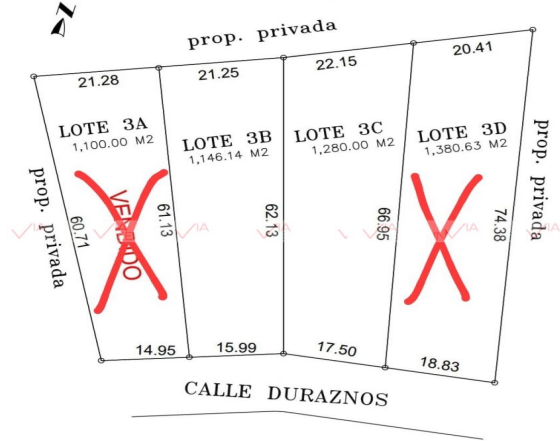 N
prop. privada
21.28
21.25
22.15
20.41
LOTE 3A
1,100.00 M2
LOTE 3B
1,146.14 M2
LOTE 3C
1,280.00 M2
LOTE 3D
1,380.63 M2
prop. privada
60.71
VENDIDO
61.13
62.13
66.95
74.38
prop. privada
14.95
15.99
17.50
18.83
CALLE DURAZNOS